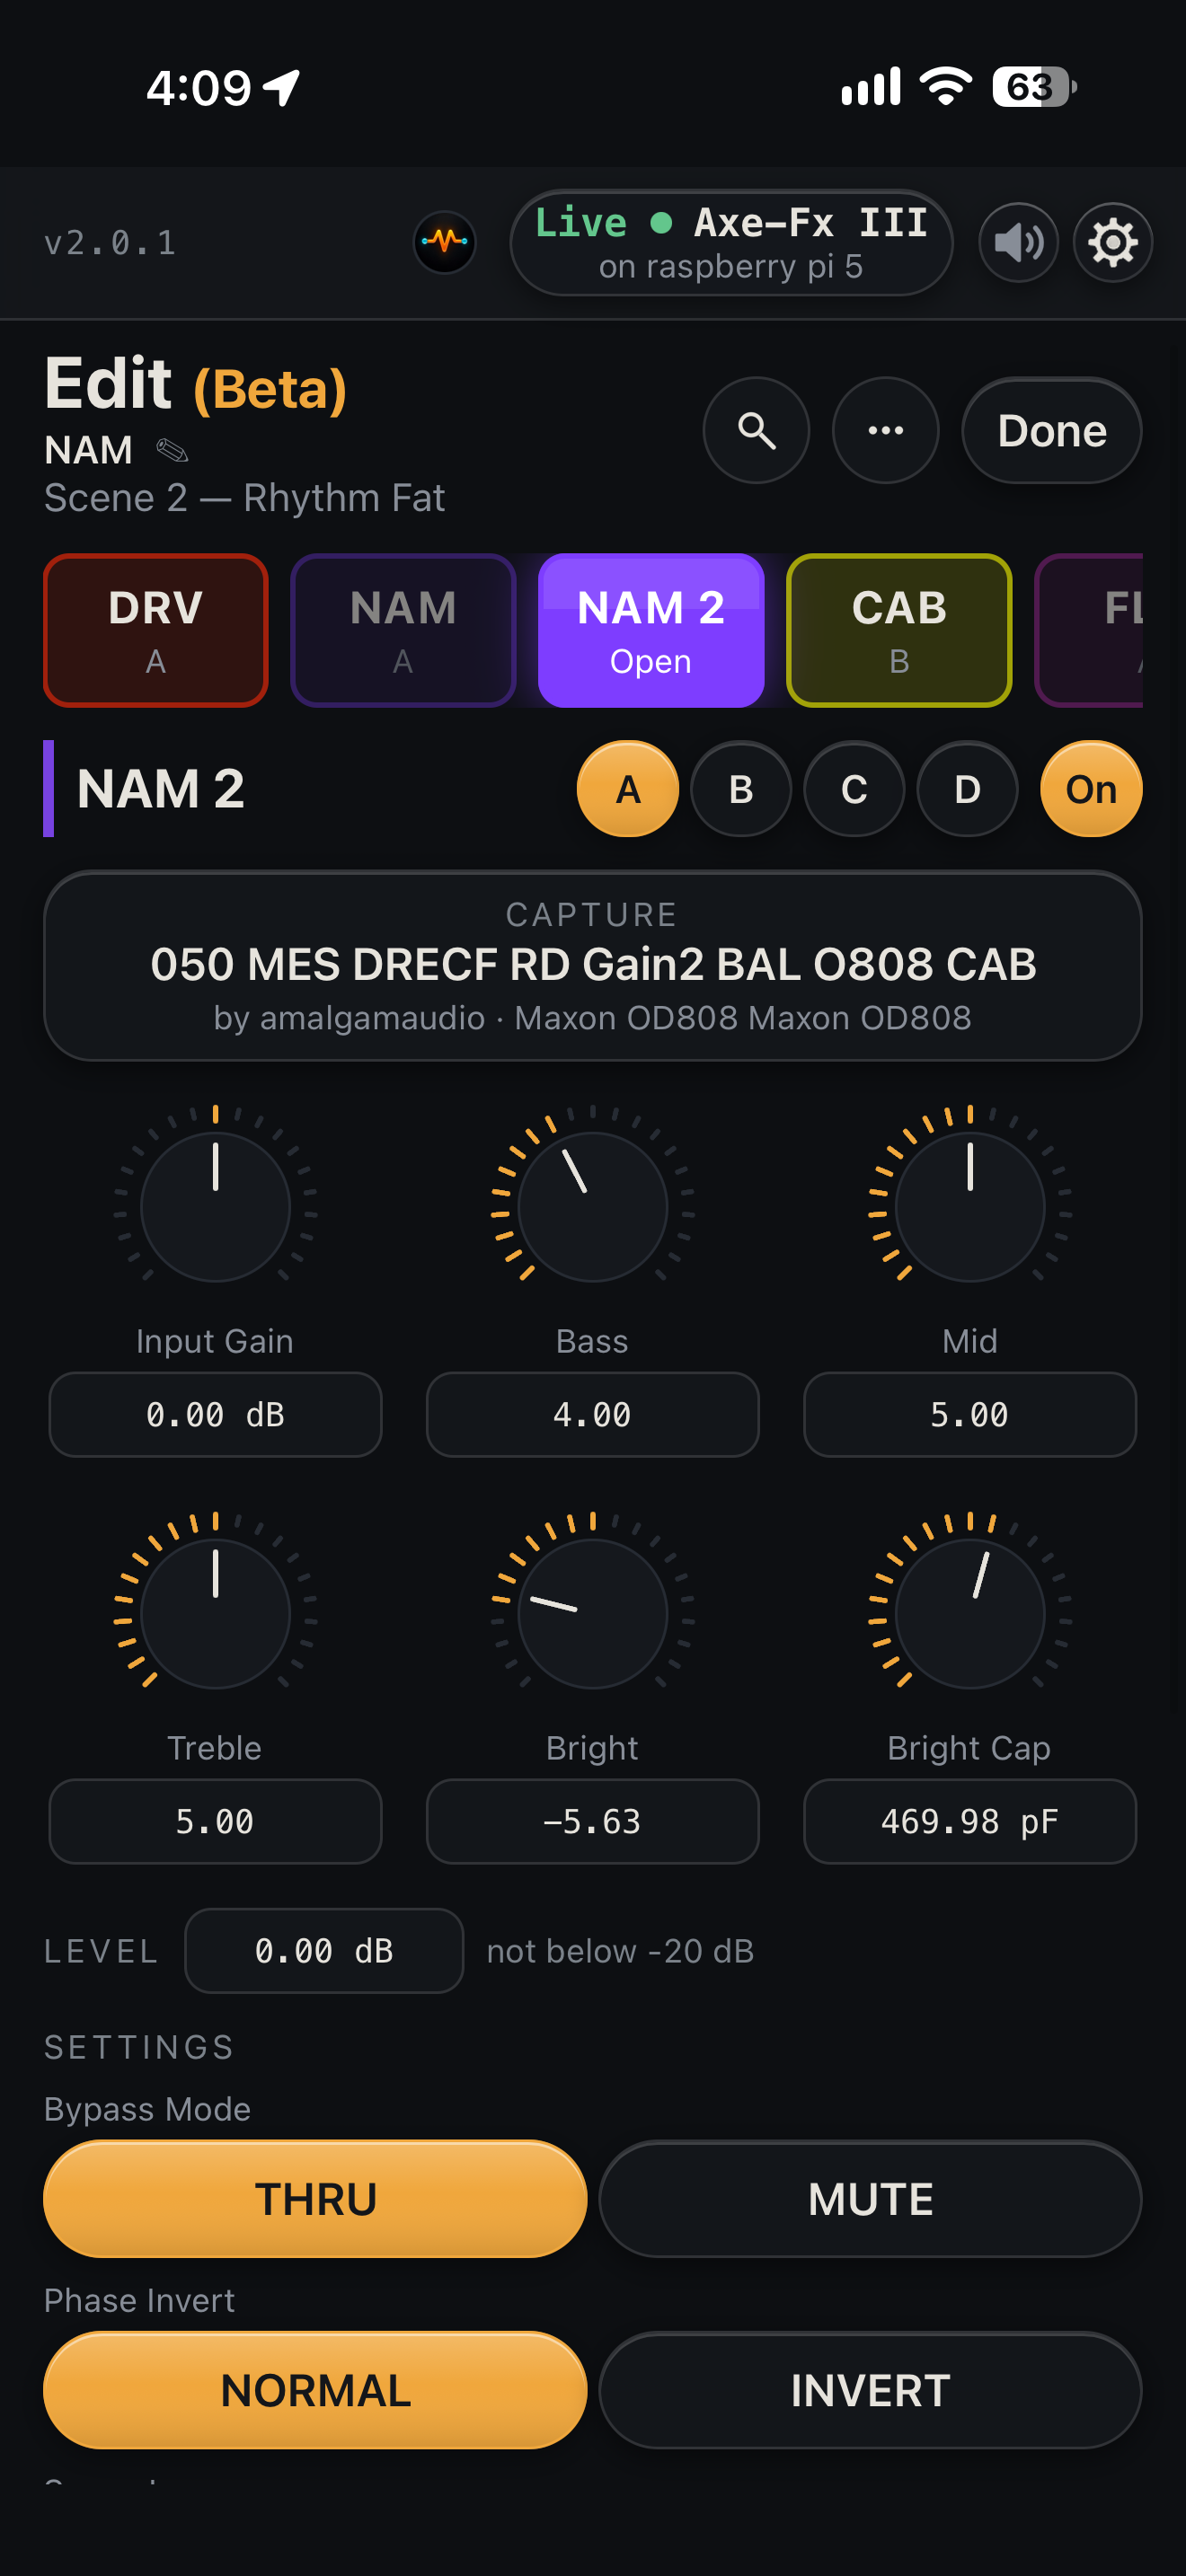 4:09
63
v2.0.1
Live ● Axe-Fx III
on raspberry pi 5
Edit (Beta)
NAM
Scene 2 — Rhythm Fat
Done
DRV
A
NAM
A
NAM 2
Open
CAB
B
NAM 2
A B C D On
CAPTURE
050 MES DRECF RD Gain2 BAL O808 CAB
by amalgamaudio · Maxon OD808 Maxon OD808
Input Gain Bass Mid
0.00 dB 4.00 5.00
Treble Bright Bright Cap
5.00 −5.63 469.98 pF
LEVEL 0.00 dB not below -20 dB
SETTINGS
Bypass Mode
THRU MUTE
Phase Invert
NORMAL INVERT